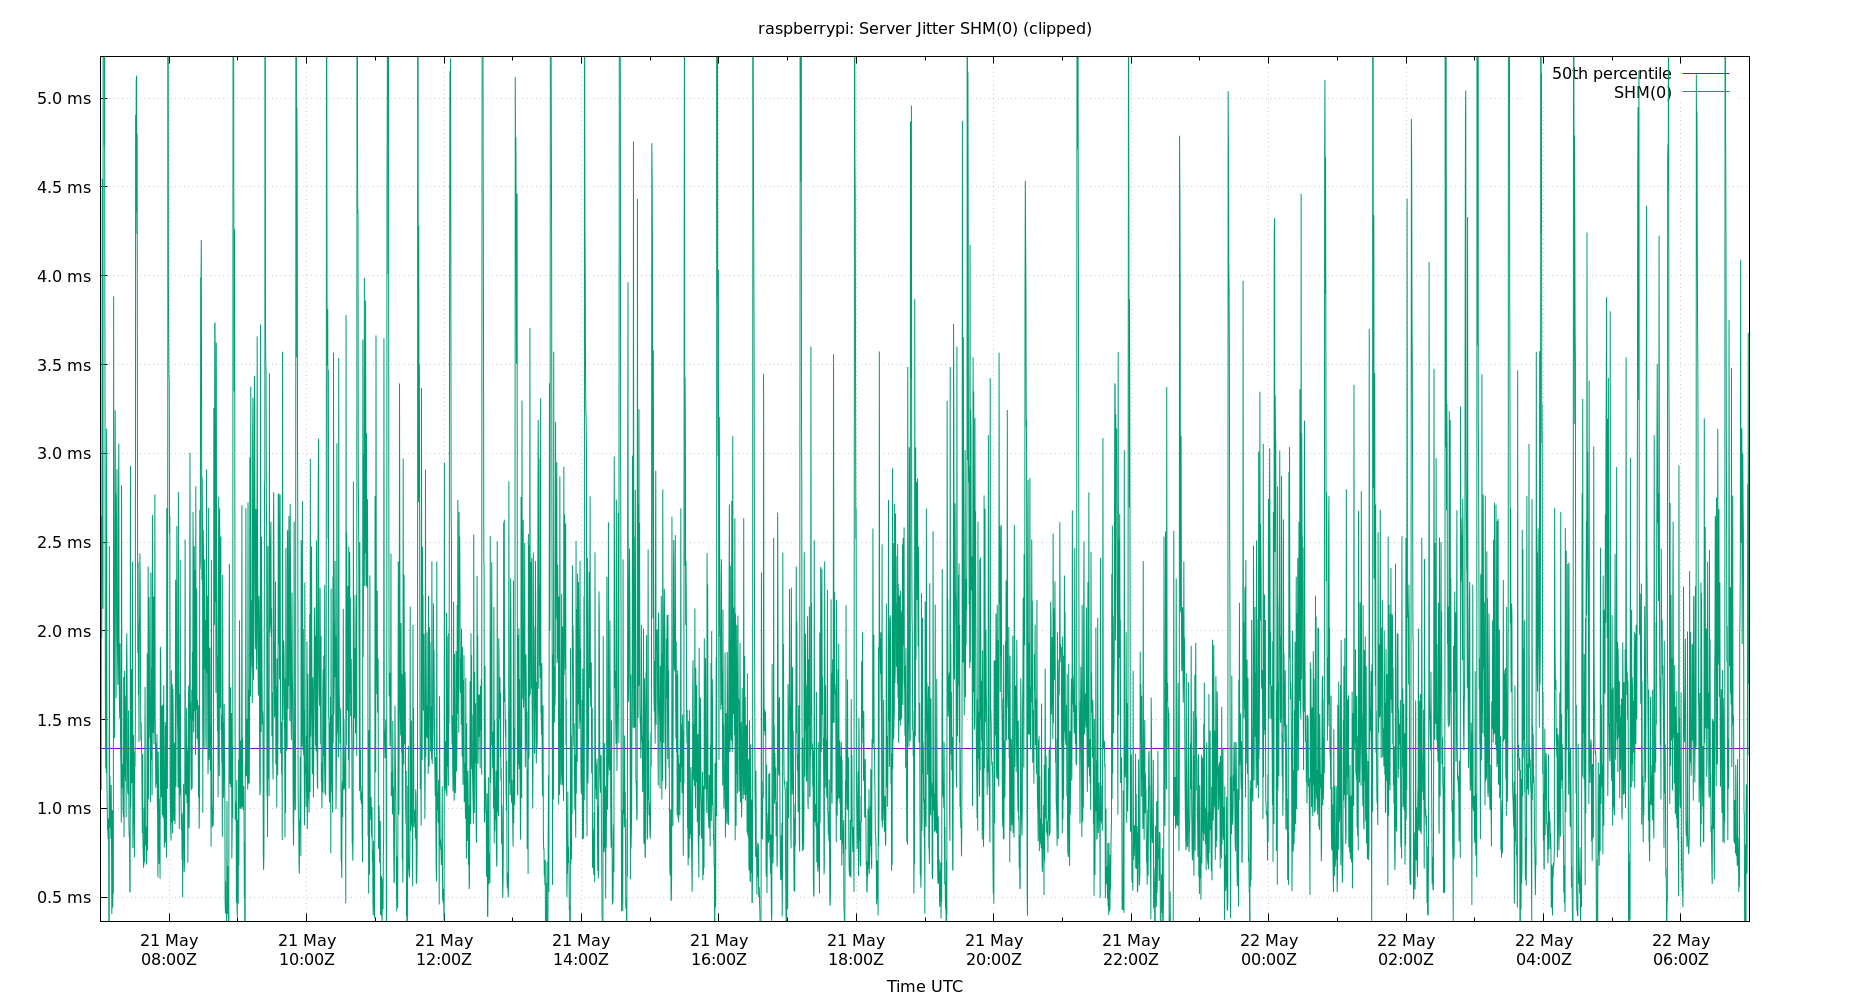 raspberrypi: Server Jitter SHM(0) (clipped)
50th percentile
SHM(0)
5.0 ms
4.5 ms
4.0 ms
3.5 ms
3.0 ms
2.5 ms
2.0 ms
1.5 ms
1.0 ms
0.5 ms
21 May 21 May 21 May 21 May 21 May 21 May 21 May 21 May 22 May 22 May 22 May 22 May
08:00Z 10:00Z 12:00Z 14:00Z 16:00Z 18:00Z 20:00Z 22:00Z 00:00Z 02:00Z 04:00Z 06:00Z
Time UTC